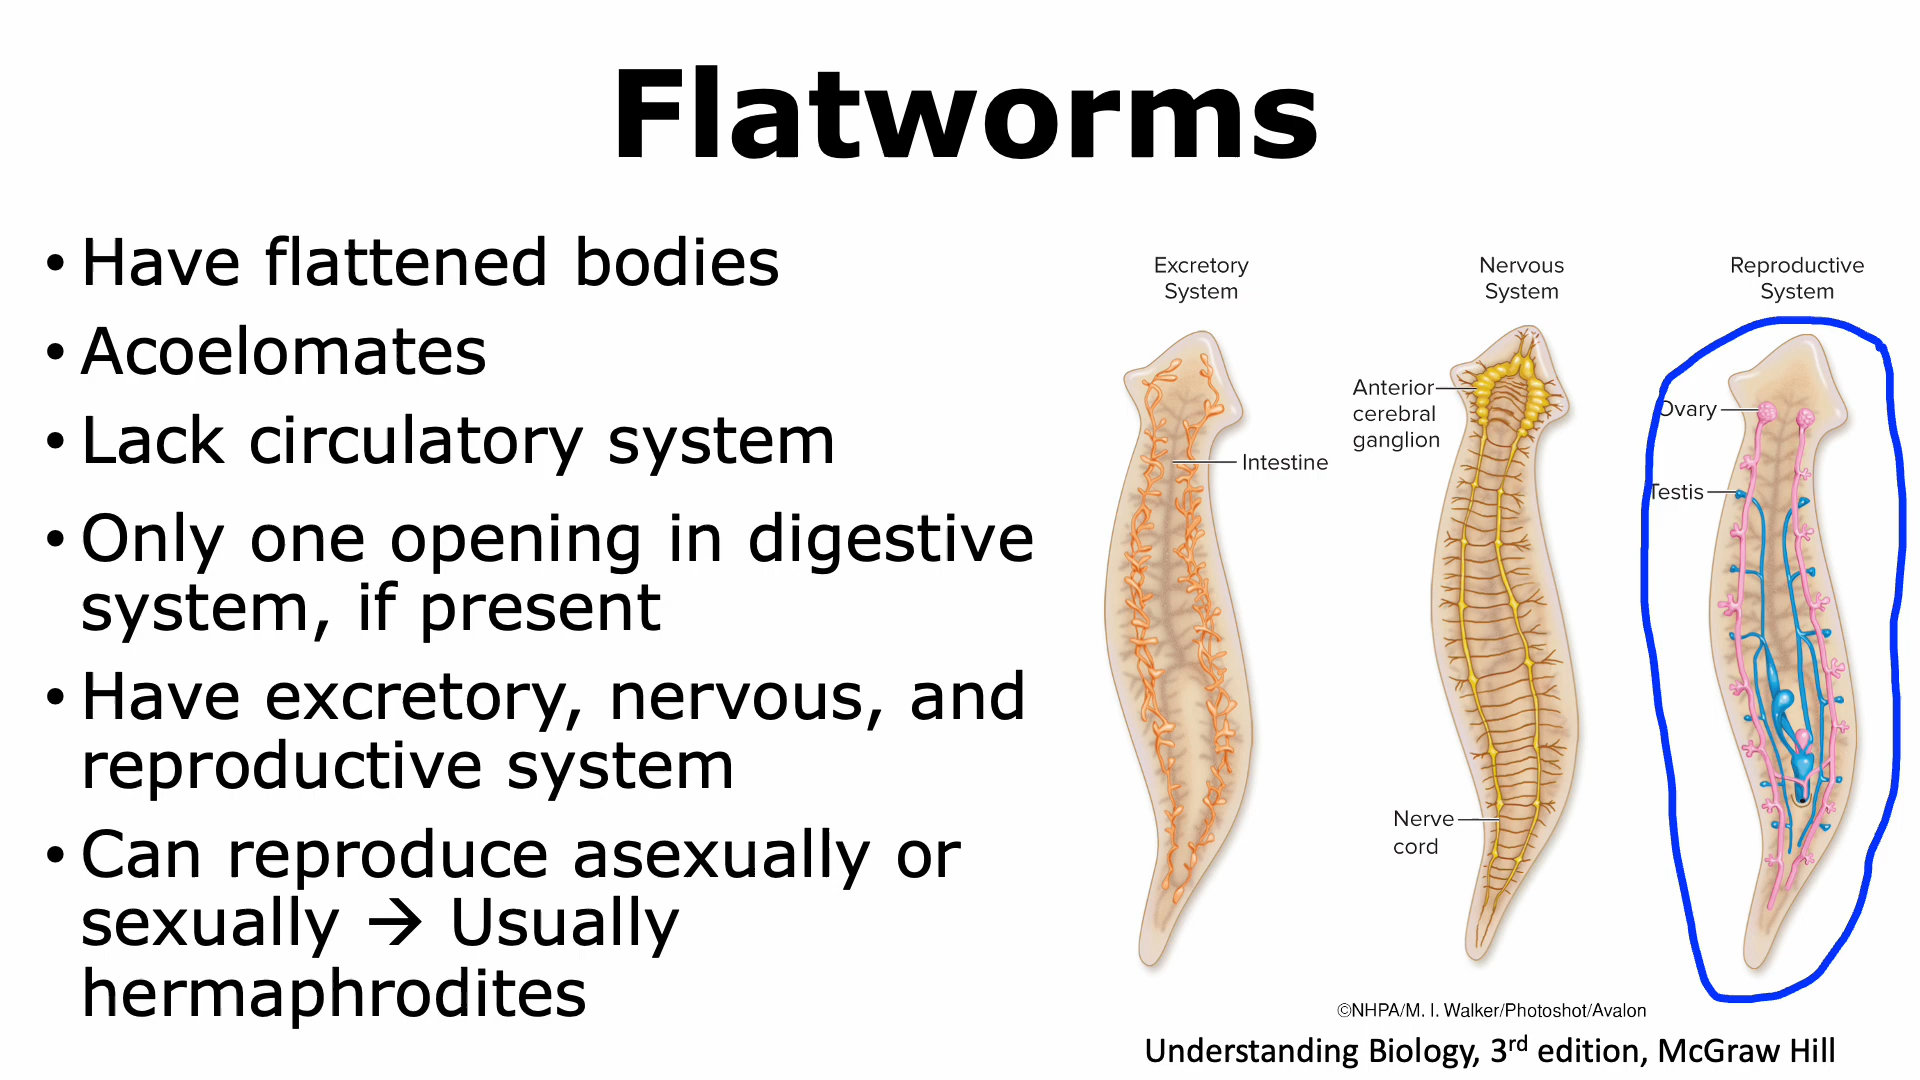 Flatworms
• Have flattened bodies
• Acoelomates
• Lack circulatory system
• Only one opening in digestive
system, if present
• Have excretory, nervous, and
reproductive system
• Can reproduce asexually or
sexually → Usually
hermaphrodites
Excretory
System
Intestine
Nervous
System
Anterior
cerebral
ganglion
Nerve
cord
Reproductive
System
Ovary
Testis
©NHPA/M. I. Walker/Photoshot/Avalon
Understanding Biology, 3rd edition, McGraw Hill